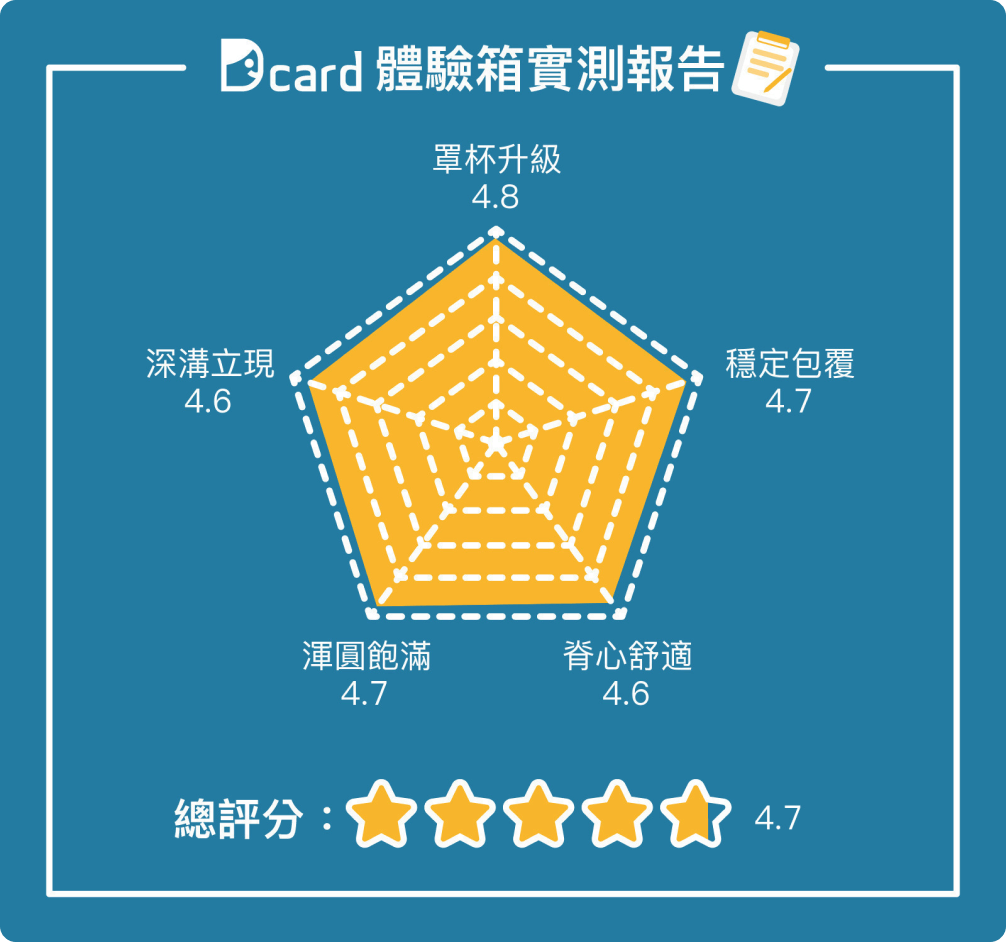 Dcard 體驗箱實測報告
罩杯升級
4.8
深溝立現
4.6
穩定包覆
4.7
渾圓飽滿
4.7
脊心舒適
4.6
總評分：4.7